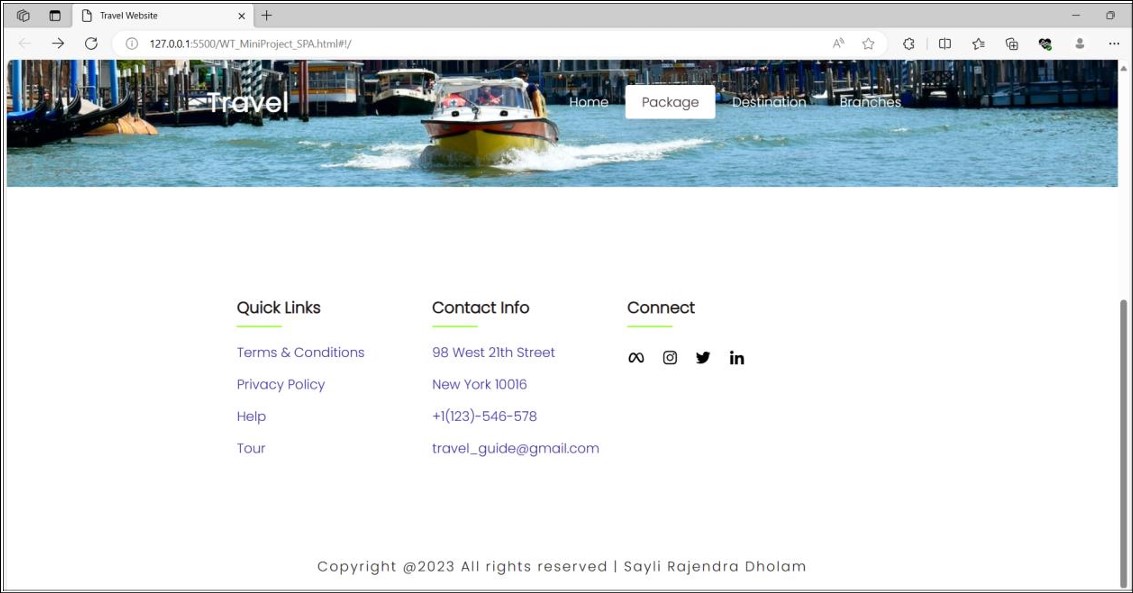 Travel Website
127.0.0.1:5500/WT_MiniProject_SPA.html#!/
Travel
Home Package Destination Branches
Quick Links
Terms & Conditions
Privacy Policy
Help
Tour
Contact Info
98 West 21th Street
New York 10016
+1(123)-546-578
travel_guide@gmail.com
Connect
Copyright @2023 All rights reserved | Sayli Rajendra Dholam